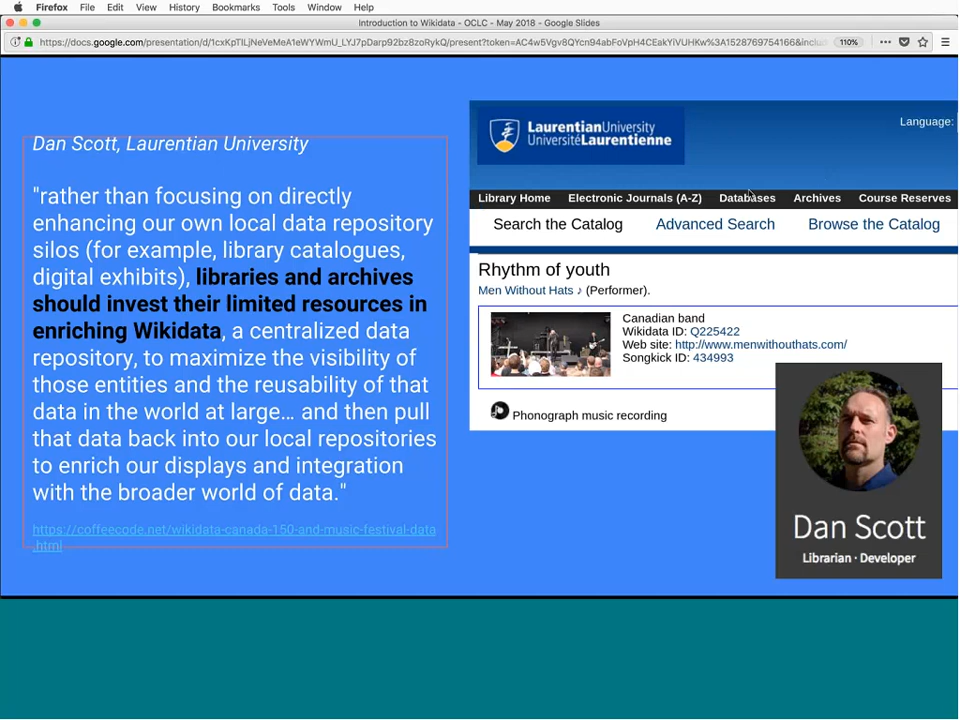 Firefox File Edit View History Bookmarks Tools Window Help
Introduction to Wikidata - OCLC - May 2018 - Google Slides
110%
Dan Scott, Laurentian University
"rather than focusing on directly
enhancing our own local data repository
silos (for example, library catalogues,
digital exhibits), libraries and archives
should invest their limited resources in
enriching Wikidata, a centralized data
repository, to maximize the visibility of
those entities and the reusability of that
data in the world at large… and then pull
that data back into our local repositories
to enrich our displays and integration
with the broader world of data."
https://coffeecode.net/wikidata-canada-150-and-music-festival-data
.html
LaurentianUniversity
UniversitéLaurentienne
Language:
Library Home Electronic Journals (A-Z) Databases Archives Course Reserves
Search the Catalog Advanced Search Browse the Catalog
Rhythm of youth
Men Without Hats ♪ (Performer).
Canadian band
Wikidata ID: Q225422
Web site: http://www.menwithouthats.com/
Songkick ID: 434993
Phonograph music recording
Dan Scott
Librarian · Developer